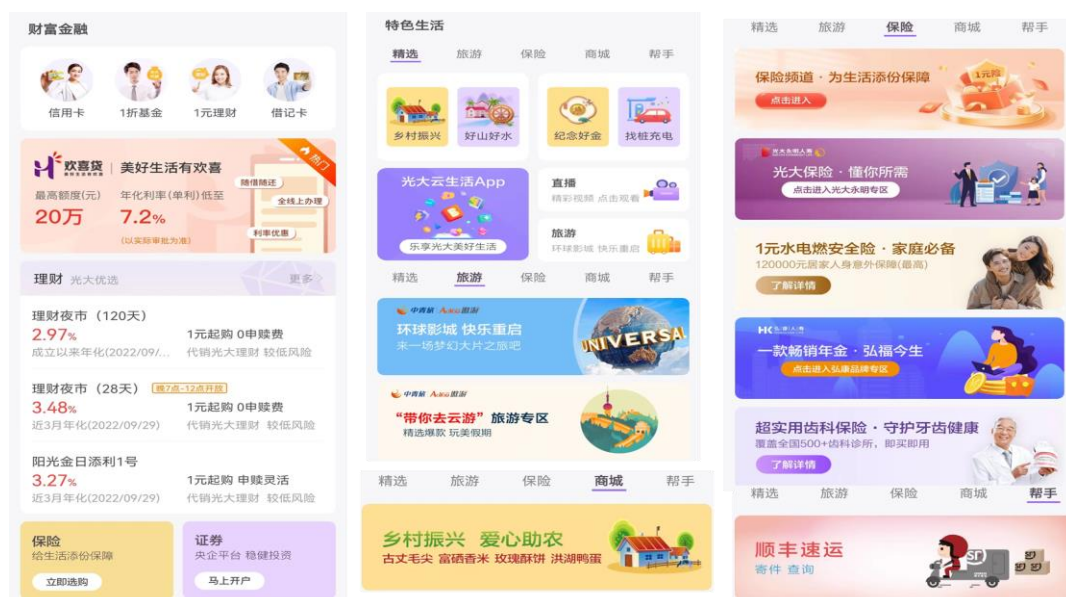 财富金融
信用卡
1折基金
1元理财
借记卡
欢喜贷
美好生活有欢喜
热门
最高额度(元)
年化利率(单利)低至
20万
7.2%
(以实际审批为准)
随借随还
全线上办理
利率优惠
理财 光大优选
更多
理财夜市（120天）
2.97%
1元起购 0申赎费
成立以来年化(2022/09/...
代销光大理财 较低风险
理财夜市（28天）
晚7点-12点开放
3.48%
1元起购 0申赎费
近3月年化(2022/09/29)
代销光大理财 较低风险
阳光金日添利1号
3.27%
1元起购 申赎灵活
近3月年化(2022/09/29)
代销光大理财 较低风险
保险
给生活添份保障
立即选购
证券
央企平台 稳健投资
马上开户
特色生活
精选 旅游 保险 商城 帮手
乡村振兴
好山好水
纪念好金
找桩充电
光大云生活App
乐享光大美好生活
直播
精彩视频 点击观看
旅游
环球影城 快乐重启
精选 旅游 保险 商城 帮手
中青旅 遨游
环球影城 快乐重启
来一场梦幻大片之旅吧
UNIVERSAL
中青旅 遨游
“带你去云游” 旅游专区
精选爆款 玩美假期
精选 旅游 保险 商城 帮手
乡村振兴 爱心助农
古丈毛尖 富硒香米 玫瑰酥饼 洪湖鸭蛋
精选 旅游 保险 商城 帮手
保险频道·为生活添份保障
点击进入
1元险
光大永明人寿
光大保险·懂你所需
点击进入光大永明专区
1元水电燃安全险·家庭必备
120000元居家人身意外保障(最高)
了解详情
HK 弘康人寿
一款畅销年金·弘福今生
点击进入弘康品牌专区
超实用齿科保险·守护牙齿健康
覆盖全国500+齿科诊所，即买即用
了解详情
精选 旅游 保险 商城 帮手
顺丰速运
寄件 查询